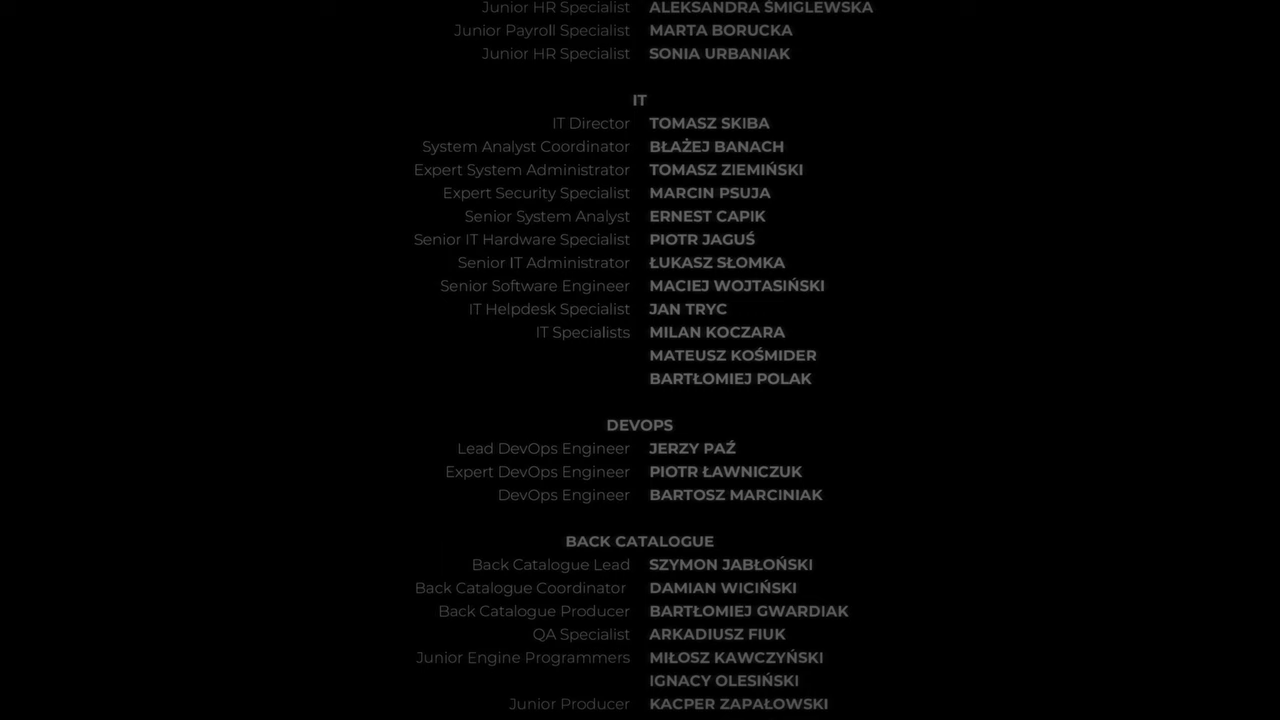 Junior HR Specialist ALEKSANDRA ŚMIGLEWSKA
Junior Payroll Specialist MARTA BORUCKA
Junior HR Specialist SONIA URBANIAK
IT
IT Director TOMASZ SKIBA
System Analyst Coordinator BŁAŻEJ BANACH
Expert System Administrator TOMASZ ZIEMIŃSKI
Expert Security Specialist MARCIN PSUJA
Senior System Analyst ERNEST CAPIK
Senior IT Hardware Specialist PIOTR JAGUŚ
Senior IT Administrator ŁUKASZ SŁOMKA
Senior Software Engineer MACIEJ WOJTASIŃSKI
IT Helpdesk Specialist JAN TRYC
IT Specialists MILAN KOCZARA
MATEUSZ KOŚMIDER
BARTŁOMIEJ POLAK
DEVOPS
Lead DevOps Engineer JERZY PAŹ
Expert DevOps Engineer PIOTR ŁAWNICZUK
DevOps Engineer BARTOSZ MARCINIAK
BACK CATALOGUE
Back Catalogue Lead SZYMON JABŁOŃSKI
Back Catalogue Coordinator DAMIAN WICIŃSKI
Back Catalogue Producer BARTŁOMIEJ GWARDIAK
QA Specialist ARKADIUSZ FIUK
Junior Engine Programmers MIŁOSZ KAWCZYŃSKI
IGNACY OLESIŃSKI
Junior Producer KACPER ZAPAŁOWSKI